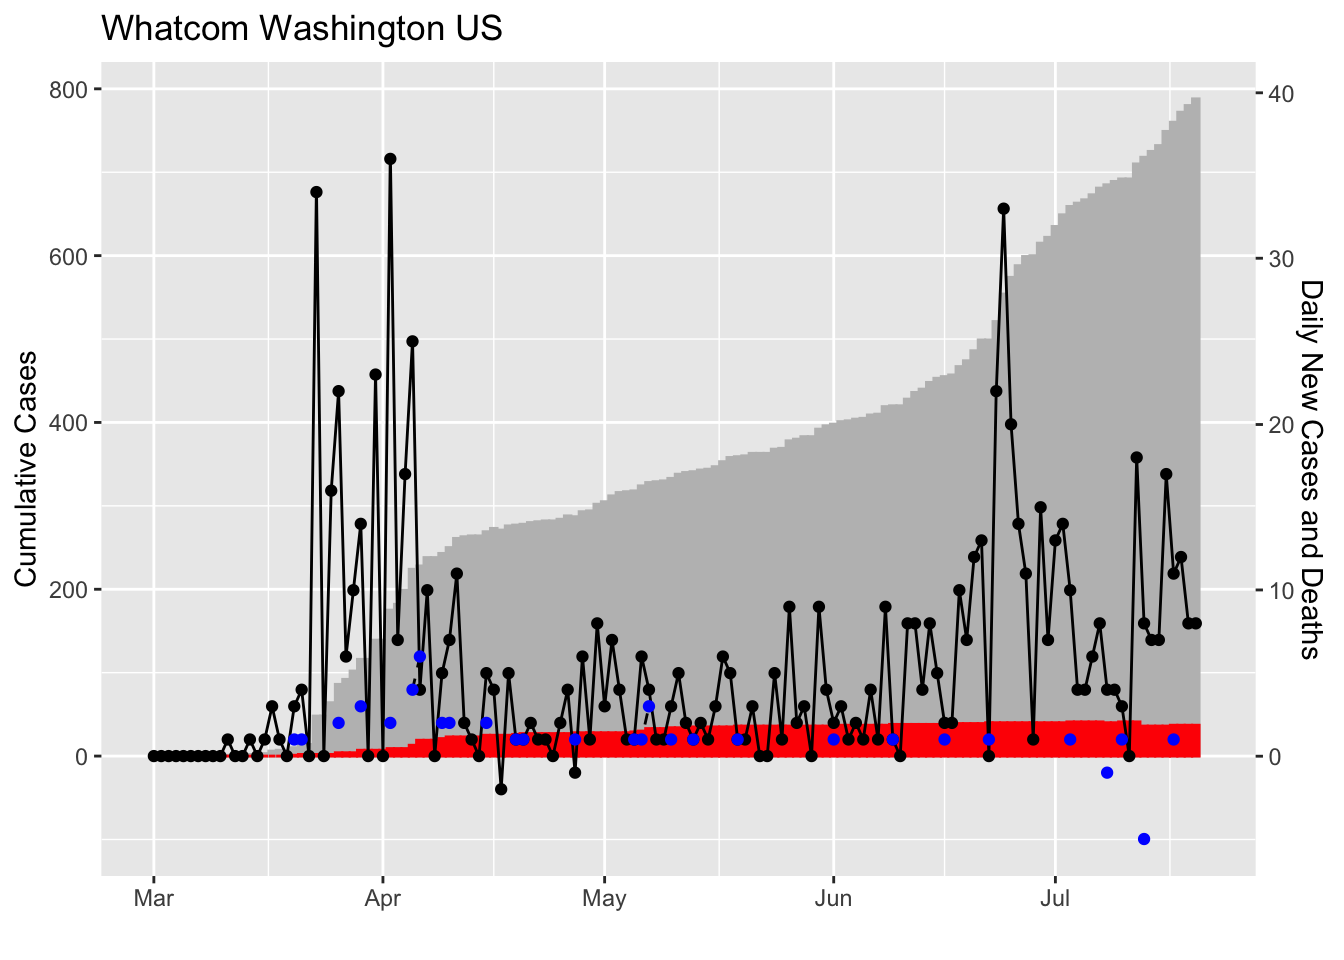 Whatcom Washington US
Cumulative Cases
800
600
400
200
0
40
30
20
10
0
Daily New Cases and Deaths
Mar
Apr
May
Jun
Jul